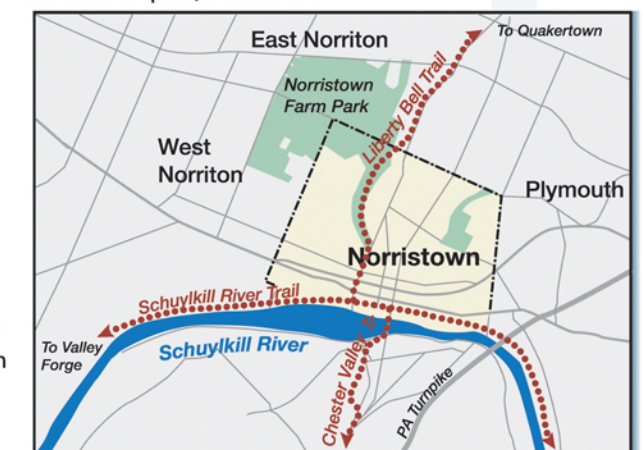 East Norriton
To Quakertown
Norristown
Farm Park
Liberty Bell Trail
West
Norriton
Plymouth
Norristown
Schuylkill River Trail
To Valley
Forge
Schuylkill River
Chester Valley Tr.
PA Turnpike